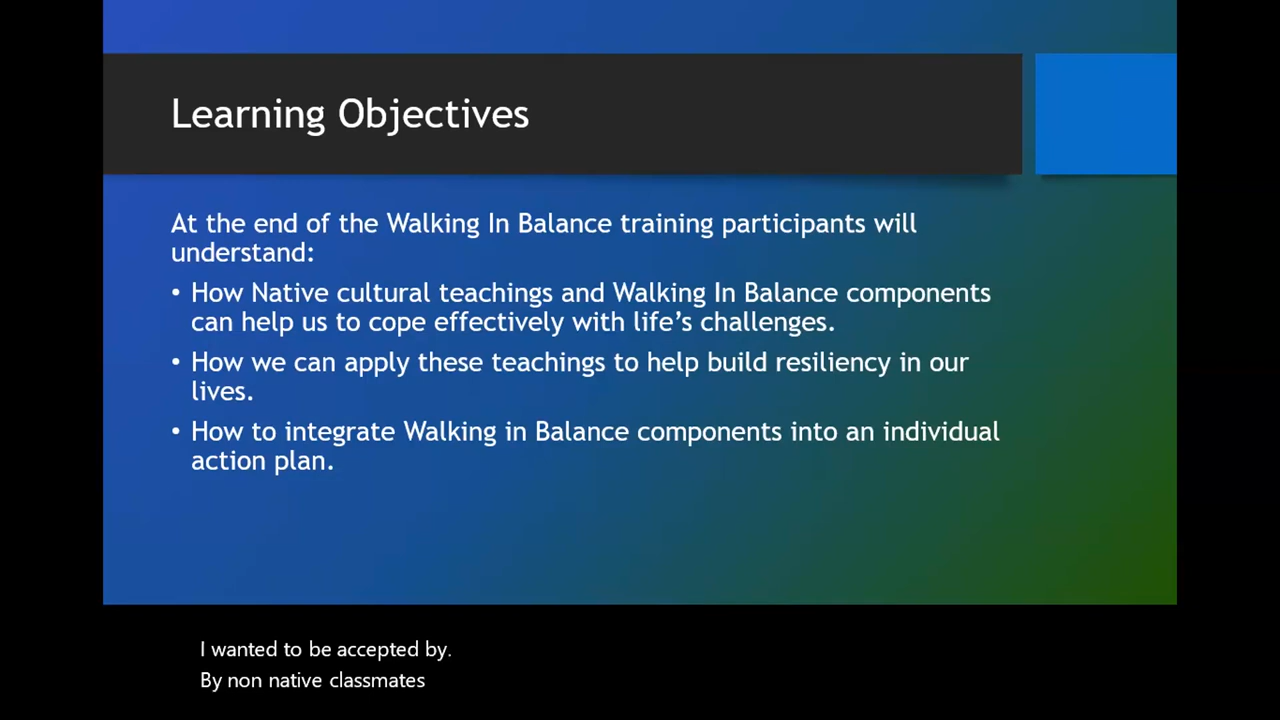 Learning Objectives
At the end of the Walking In Balance training participants will
understand:
• How Native cultural teachings and Walking In Balance components
can help us to cope effectively with life’s challenges.
• How we can apply these teachings to help build resiliency in our
lives.
• How to integrate Walking in Balance components into an individual
action plan.
I wanted to be accepted by.
By non native classmates